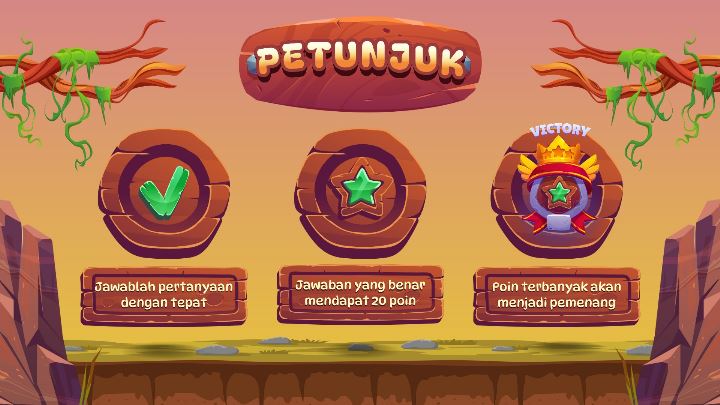 PETUNJUK
VICTORY
Jawablah pertanyaan
dengan tepat
Jawaban yang benar
mendapat 20 poin
Poin terbanyak akan
menjadi pemenang